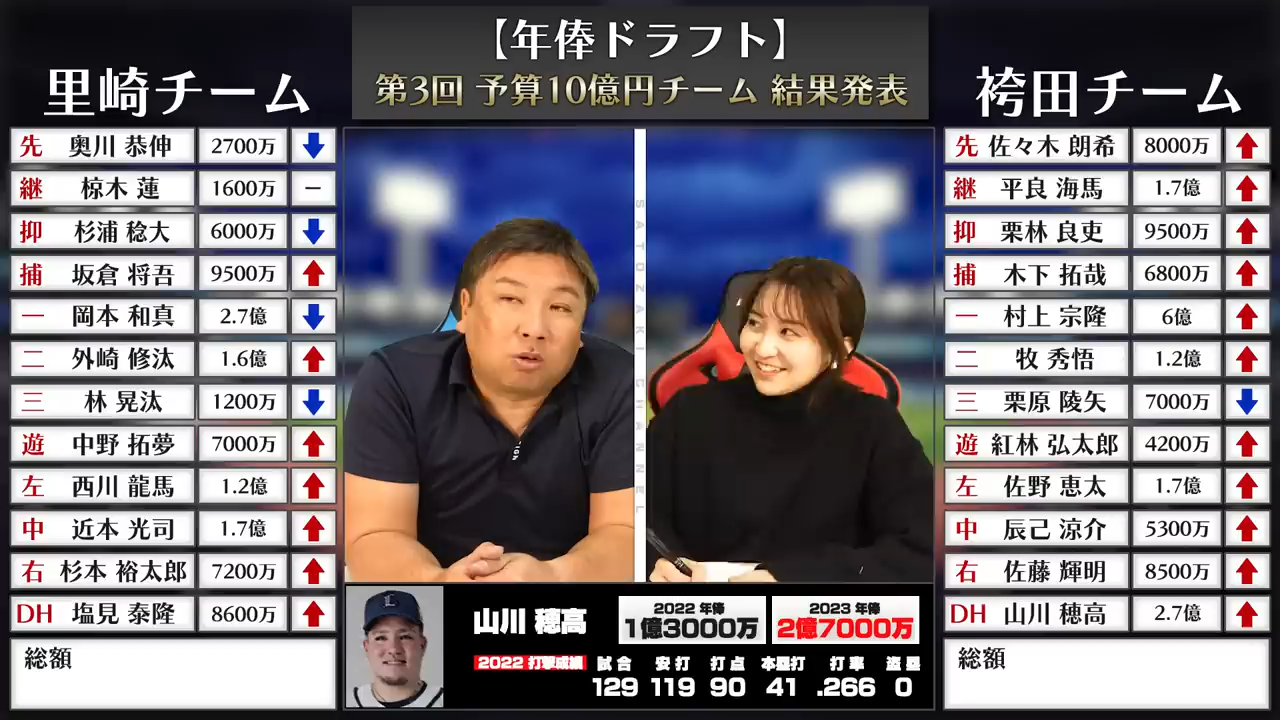 【年俸ドラフト】
第3回 予算10億円チーム 結果発表
里崎チーム
先 奥川 恭伸 2700万
継 椋木 蓮 1600万 −
抑 杉浦 稔大 6000万
捕 坂倉 将吾 9500万
一 岡本 和真 2.7億
二 外崎 修汰 1.6億
三 林 晃汰 1200万
遊 中野 拓夢 7000万
左 西川 龍馬 1.2億
中 近本 光司 1.7億
右 杉本 裕太郎 7200万
DH 塩見 泰隆 8600万
総額
袴田チーム
先 佐々木 朗希 8000万
継 平良 海馬 1.7億
抑 栗林 良吏 9500万
捕 木下 拓哉 6800万
一 村上 宗隆 6億
二 牧 秀悟 1.2億
三 栗原 陵矢 7000万
遊 紅林 弘太郎 4200万
左 佐野 恵太 1.7億
中 辰己 涼介 5300万
右 佐藤 輝明 8500万
DH 山川 穂高 2.7億
総額
SATOZAKI CHANNEL
山川 穂高
2022 年俸
1億3000万
2023 年俸
2億7000万
2022 打撃成績 試合 安打 打点 本塁打 打率 盗塁
129 119 90 41 .266 0